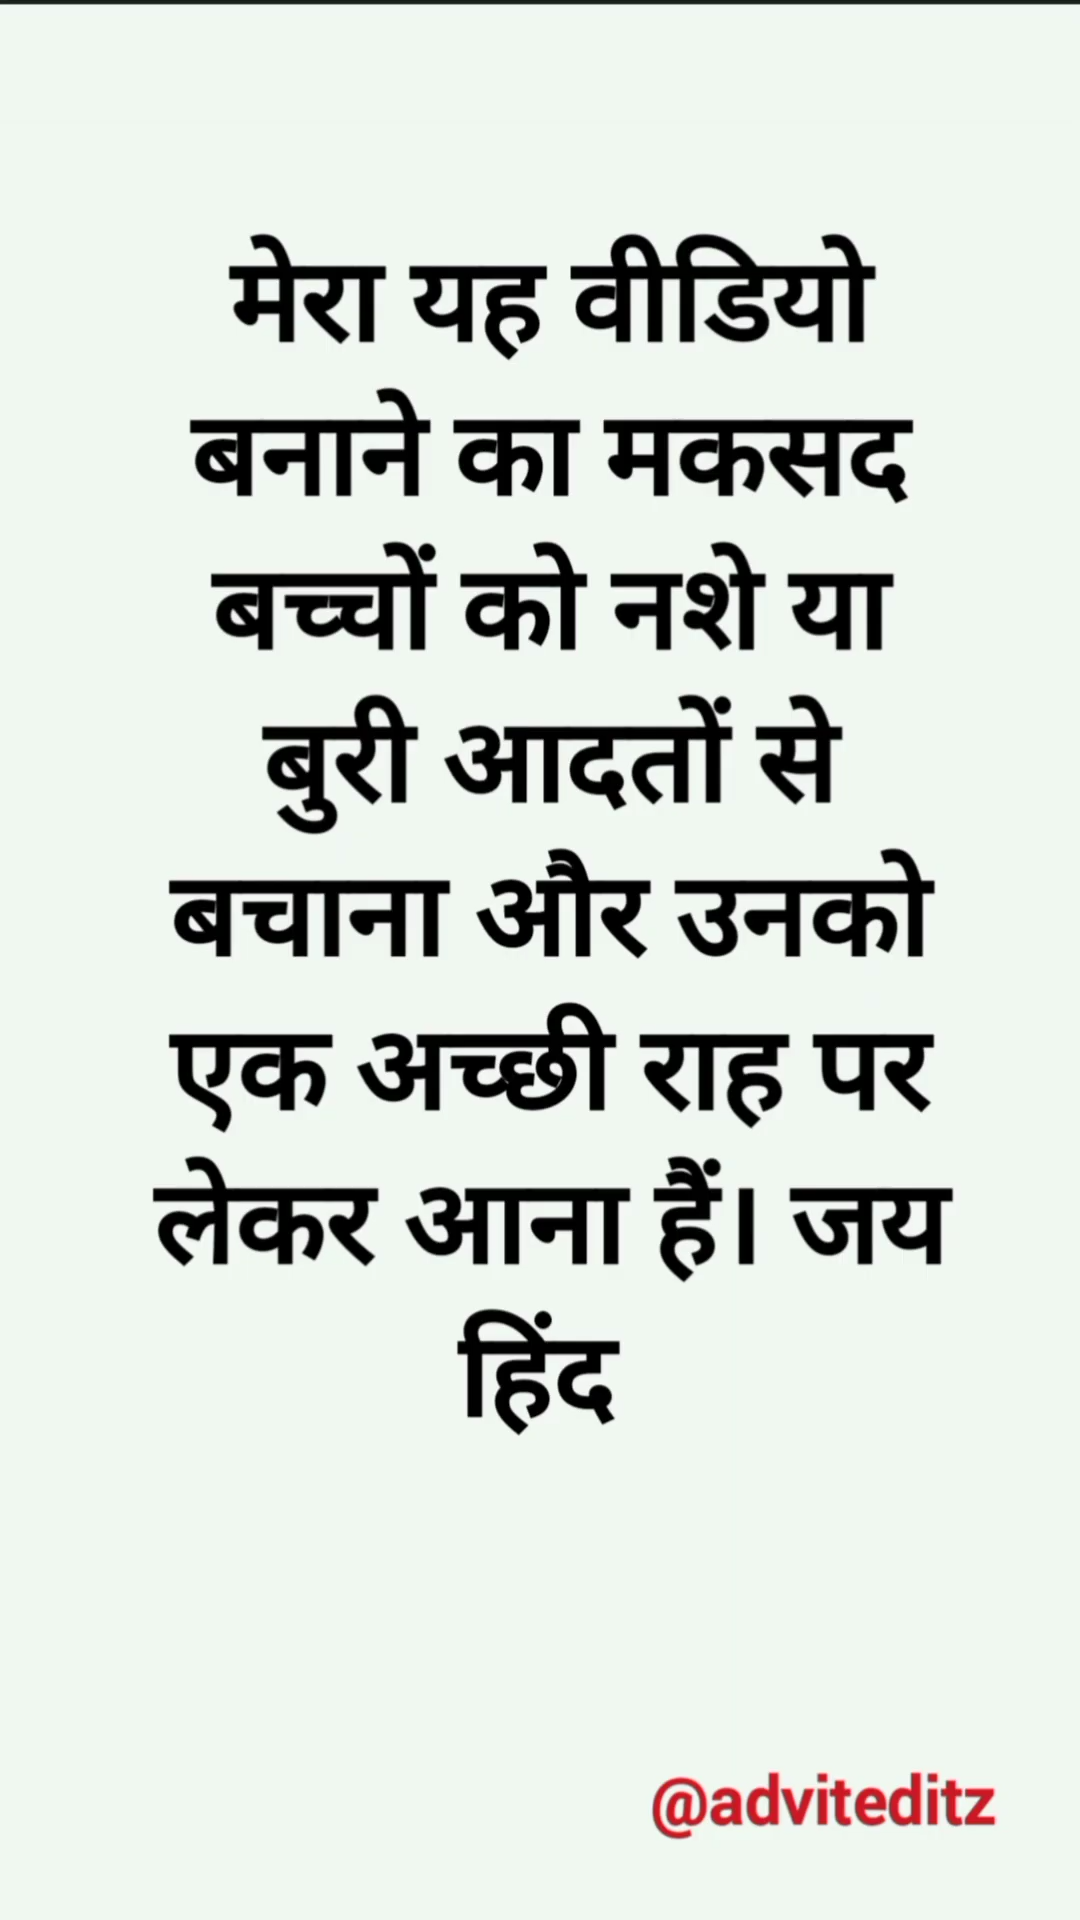 मेरा यह वीडियो
बनाने का मकसद
बच्चों को नशे या
बुरी आदतों से
बचाना और उनको
एक अच्छी राह पर
लेकर आना हैं। जय
हिंद
@adviteditz